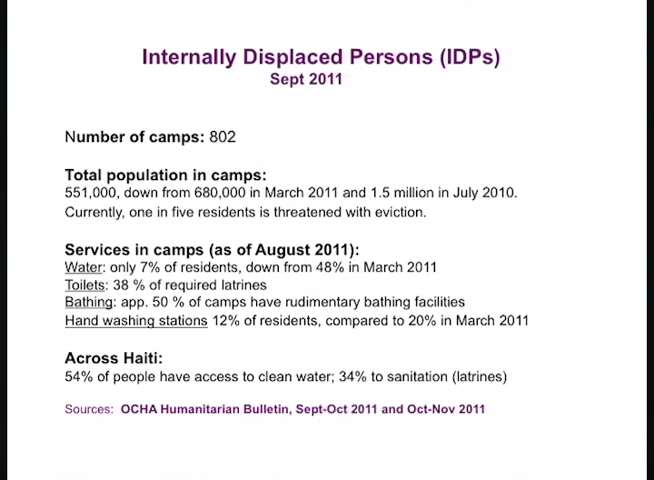 Internally Displaced Persons (IDPs)
Sept 2011
Number of camps: 802
Total population in camps:
551,000, down from 680,000 in March 2011 and 1.5 million in July 2010.
Currently, one in five residents is threatened with eviction.
Services in camps (as of August 2011):
Water: only 7% of residents, down from 48% in March 2011
Toilets: 38 % of required latrines
Bathing: app. 50 % of camps have rudimentary bathing facilities
Hand washing stations 12% of residents, compared to 20% in March 2011
Across Haiti:
54% of people have access to clean water; 34% to sanitation (latrines)
Sources: OCHA Humanitarian Bulletin, Sept-Oct 2011 and Oct-Nov 2011